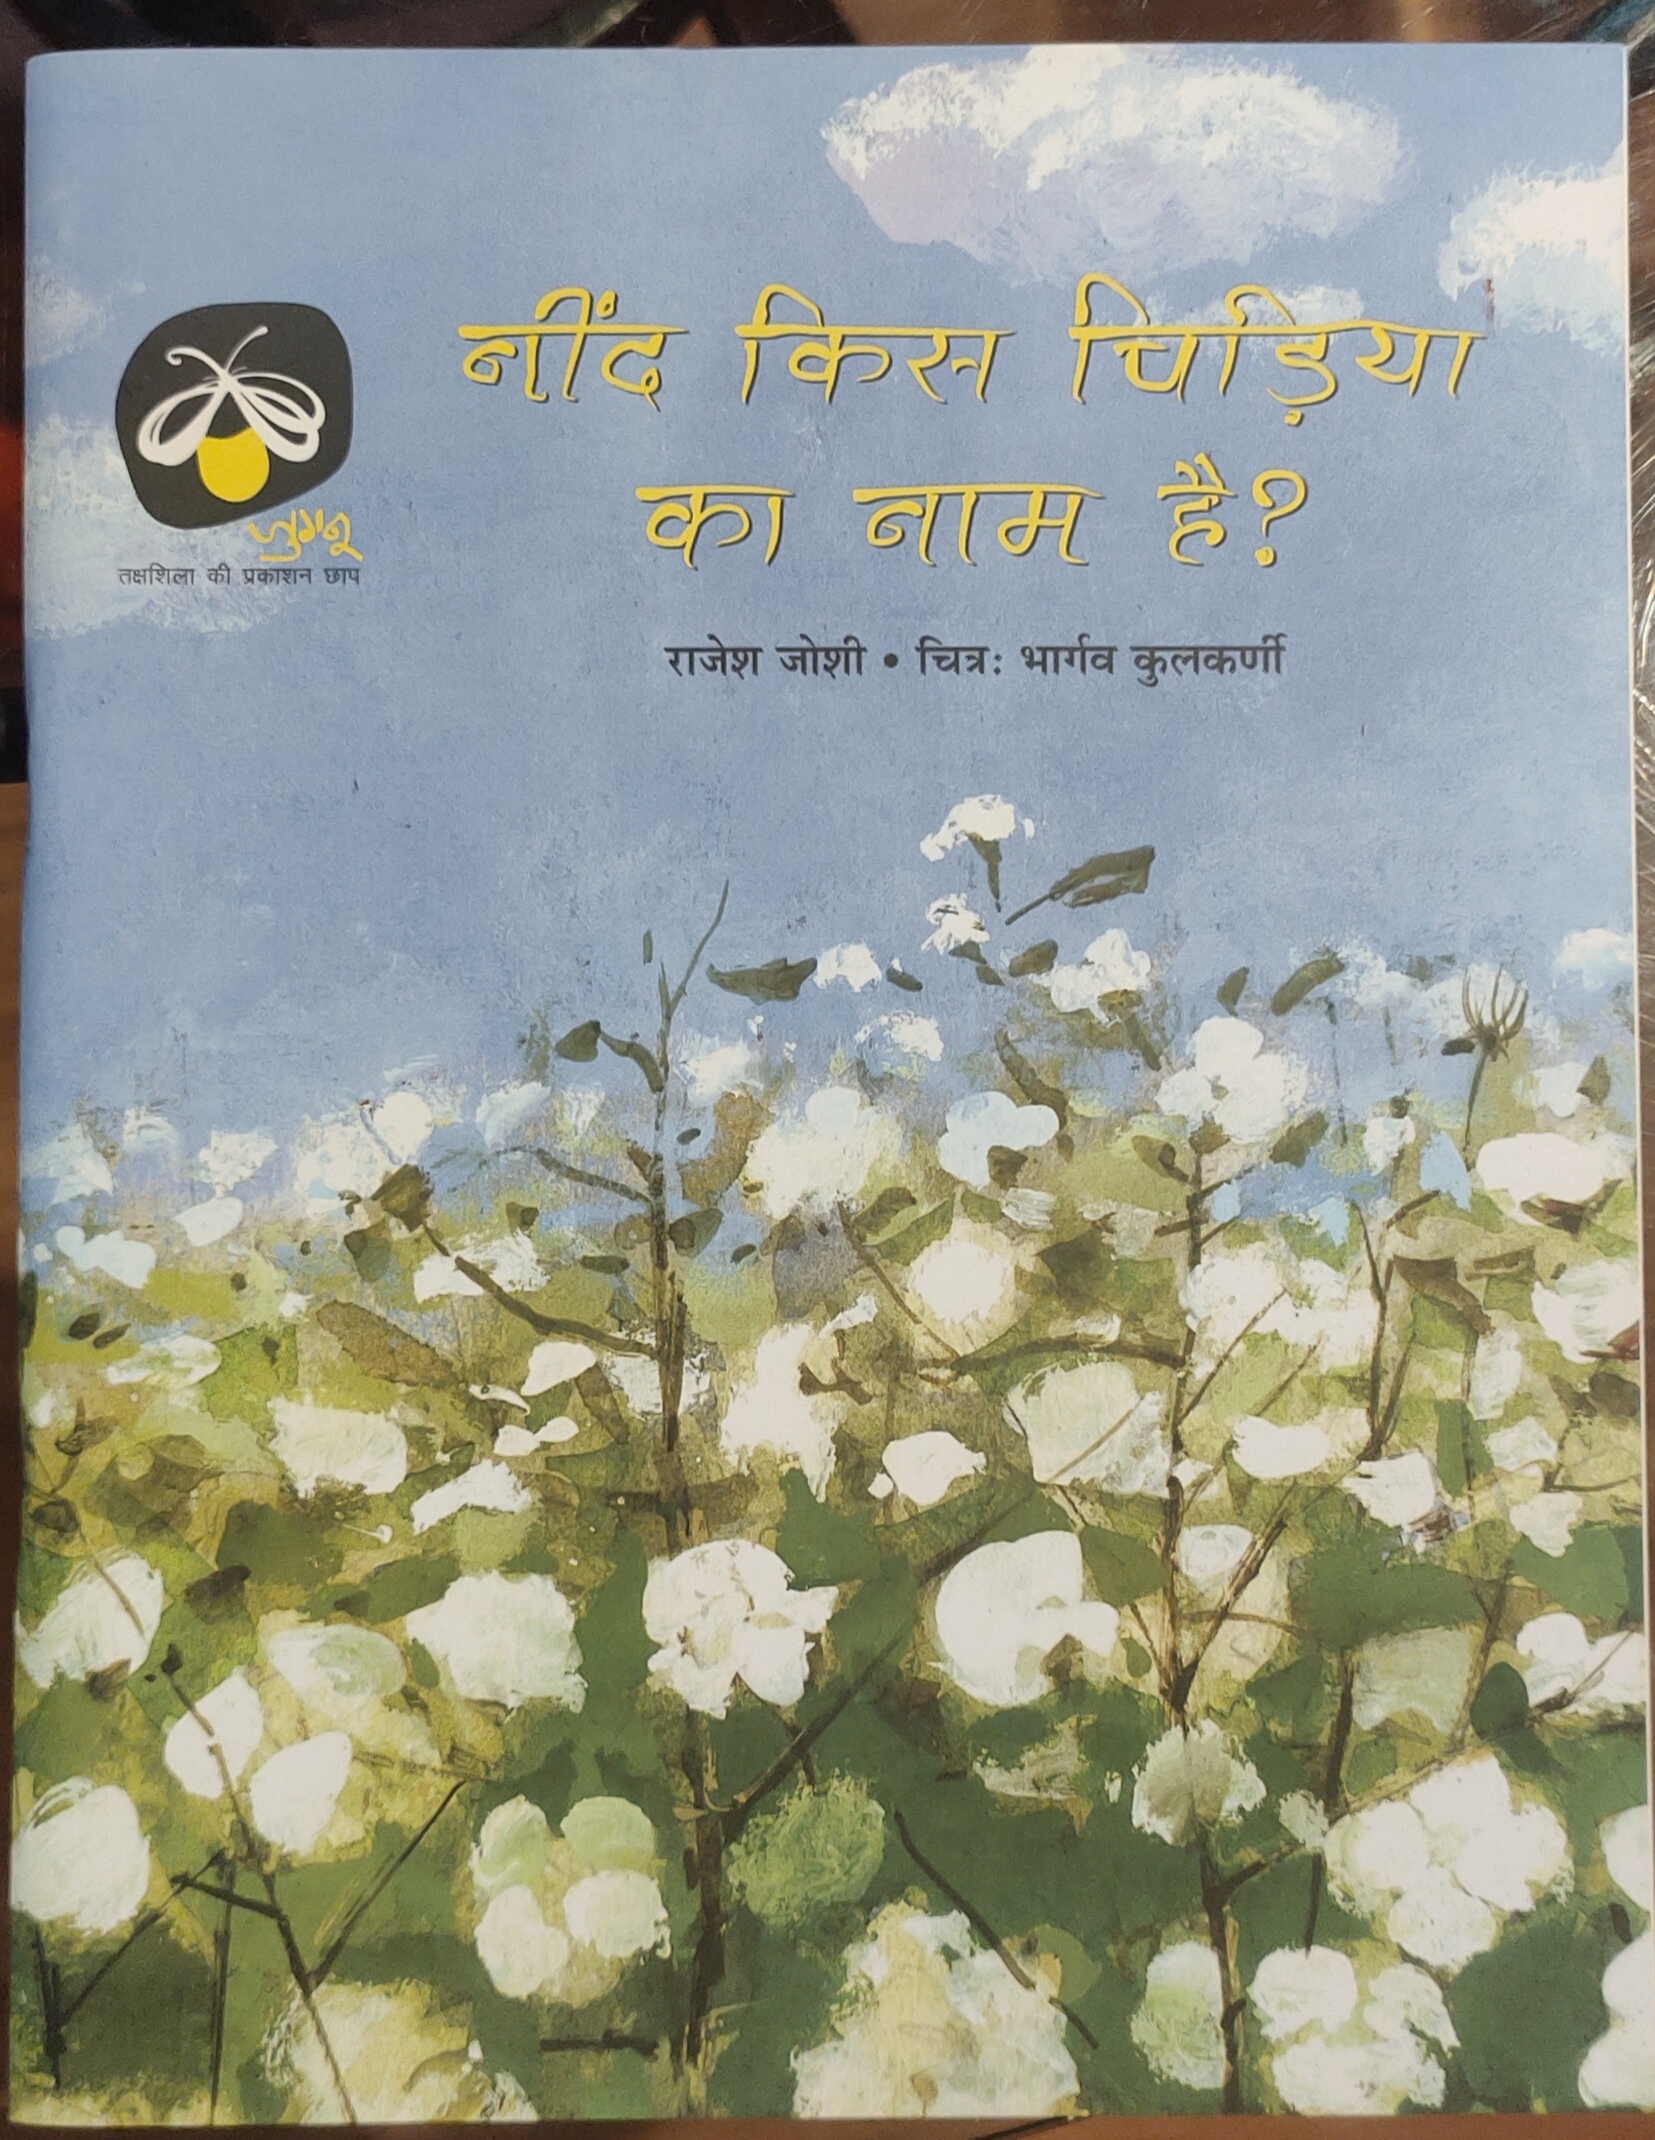 नींद किस चिड़िया
का नाम है?
जुगनू
तक्षशिला की प्रकाशन छाप
राजेश जोशी • चित्र: भार्गव कुलकर्णी